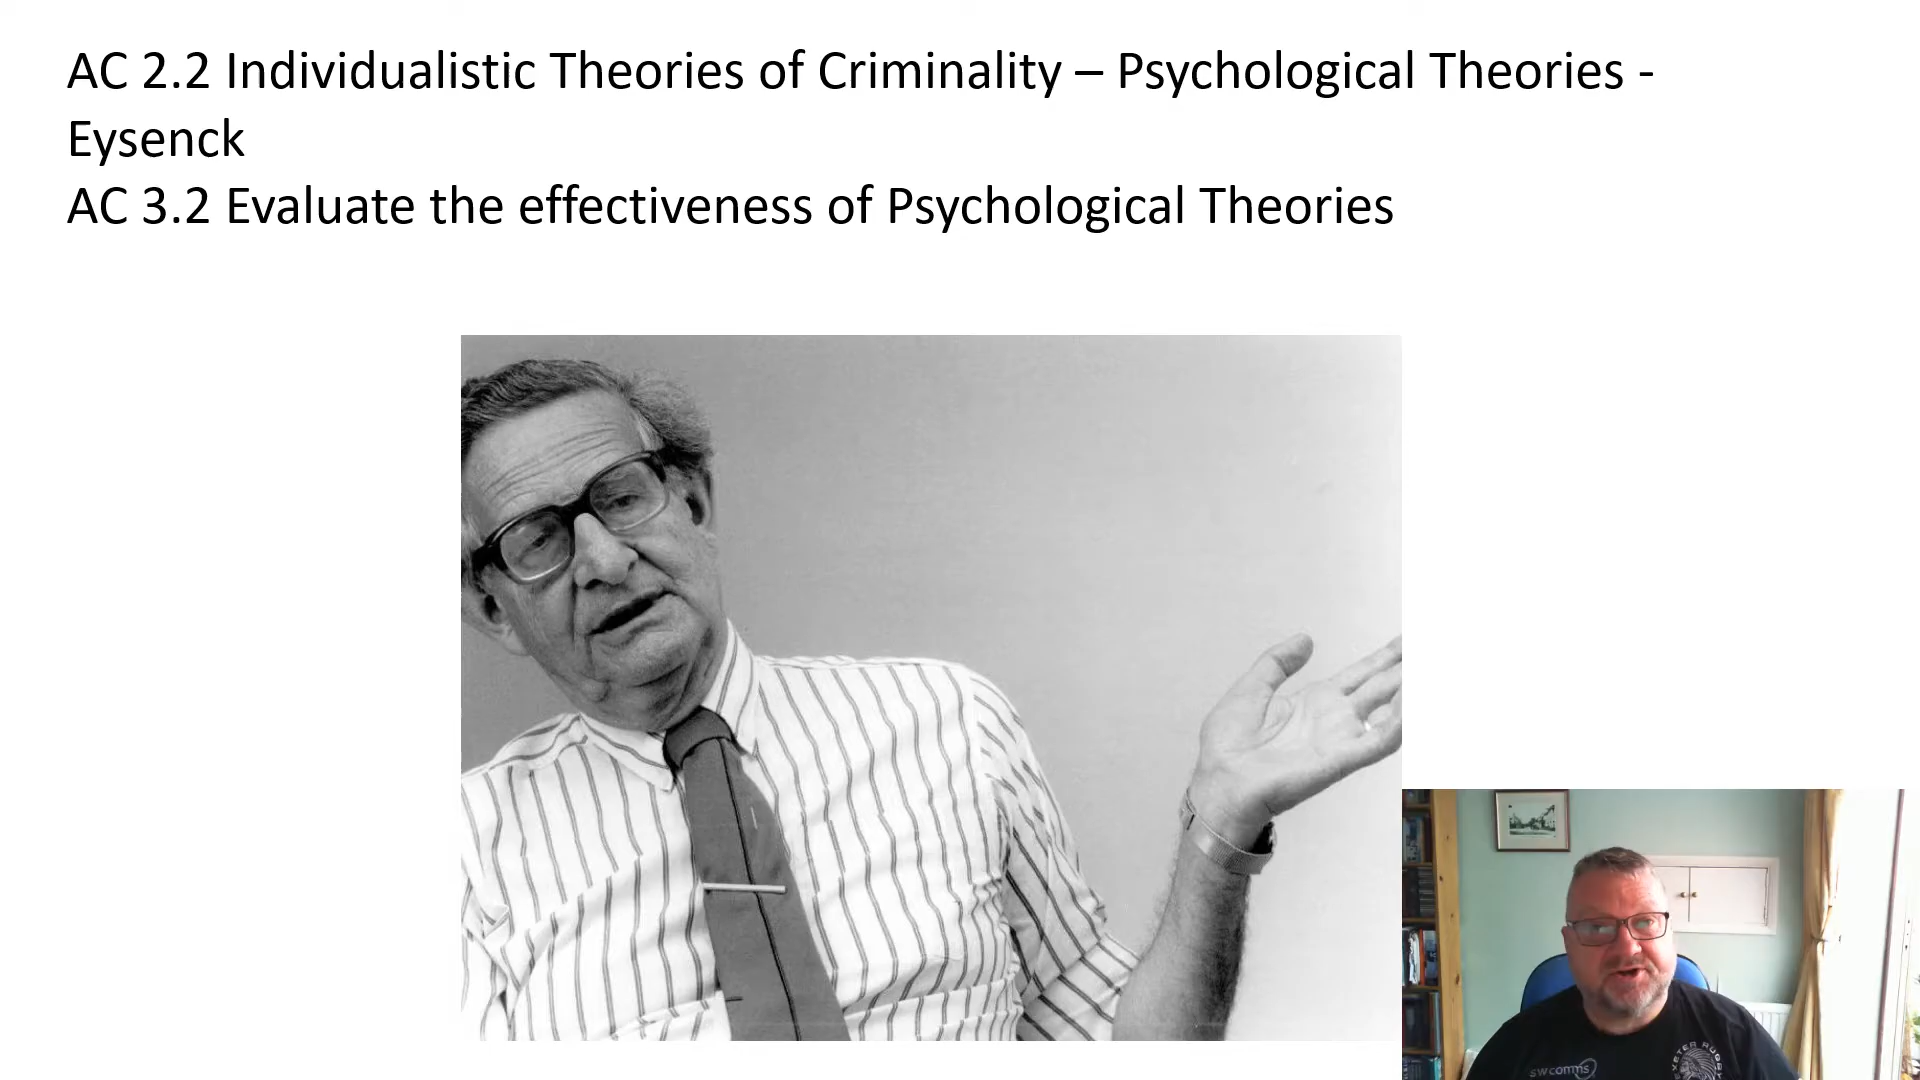 AC 2.2 Individualistic Theories of Criminality – Psychological Theories -
Eysenck
AC 3.2 Evaluate the effectiveness of Psychological Theories
swcomms